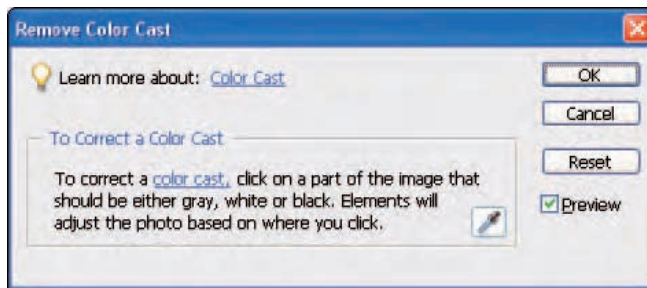 Remove Color Cast
Learn more about: Color Cast
OK
Cancel
To Correct a Color Cast
Reset
To correct a color cast, click on a part of the image that
should be either gray, white or black. Elements will
adjust the photo based on where you click.
Preview